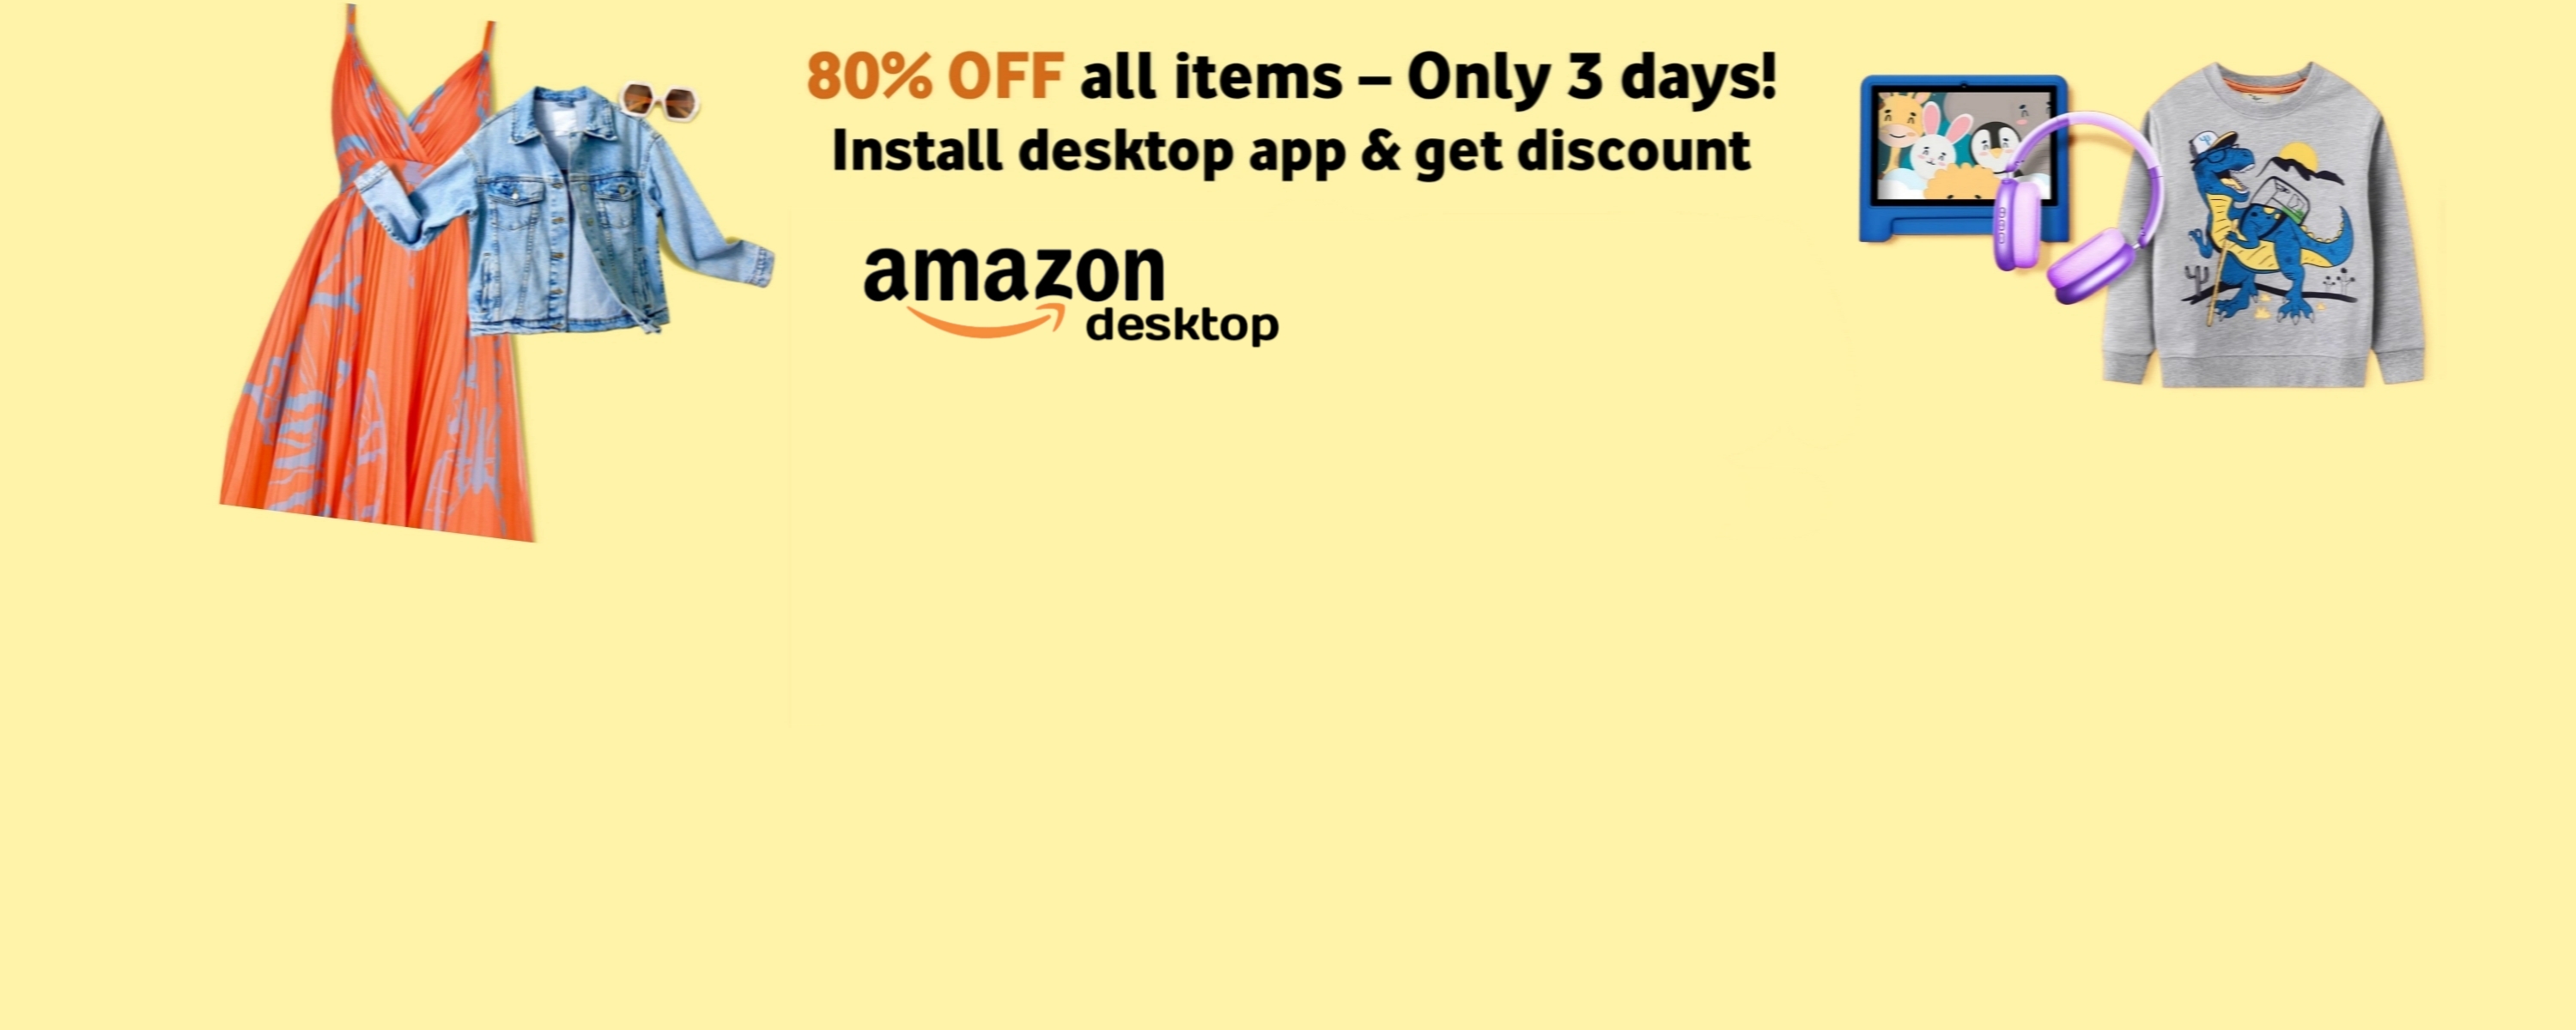 80% OFF all items – Only 3 days!
Install desktop app & get discount
amazon
desktop